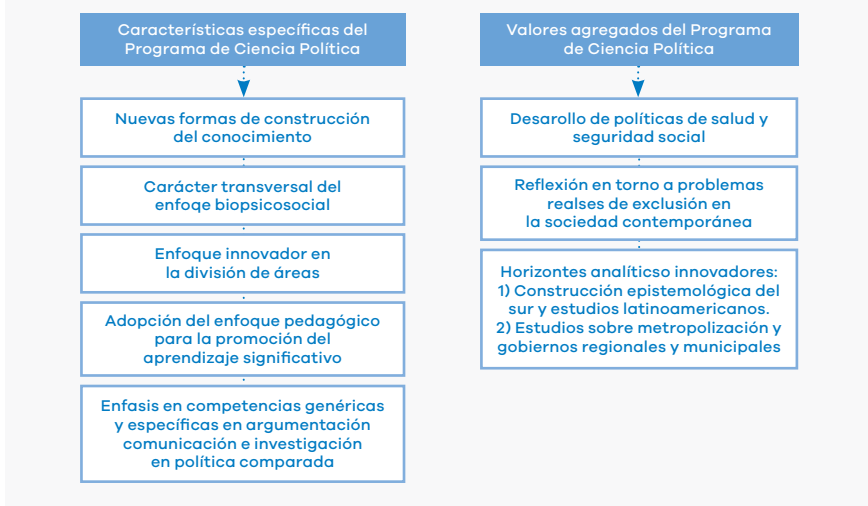 Características específicas del
Programa de Ciencia Política
Nuevas formas de construcción
del conocimiento
Carácter transversal del
enfoqe biopsicosocial
Enfoque innovador en
la división de áreas
Adopción del enfoque pedagógico
para la promoción del
aprendizaje significativo
Enfasis en competencias genéricas
y específicas en argumentación
comunicación e investigación
en política comparada
Valores agregados del Programa
de Ciencia Política
Desarollo de políticas de salud y
seguridad social
Reflexión en torno a problemas
realses de exclusión en
la sociedad contemporánea
Horizontes analíticso innovadores:
1) Construcción epistemológica del
sur y estudios latinoamericanos.
2) Estudios sobre metropolización y
gobiernos regionales y municipales